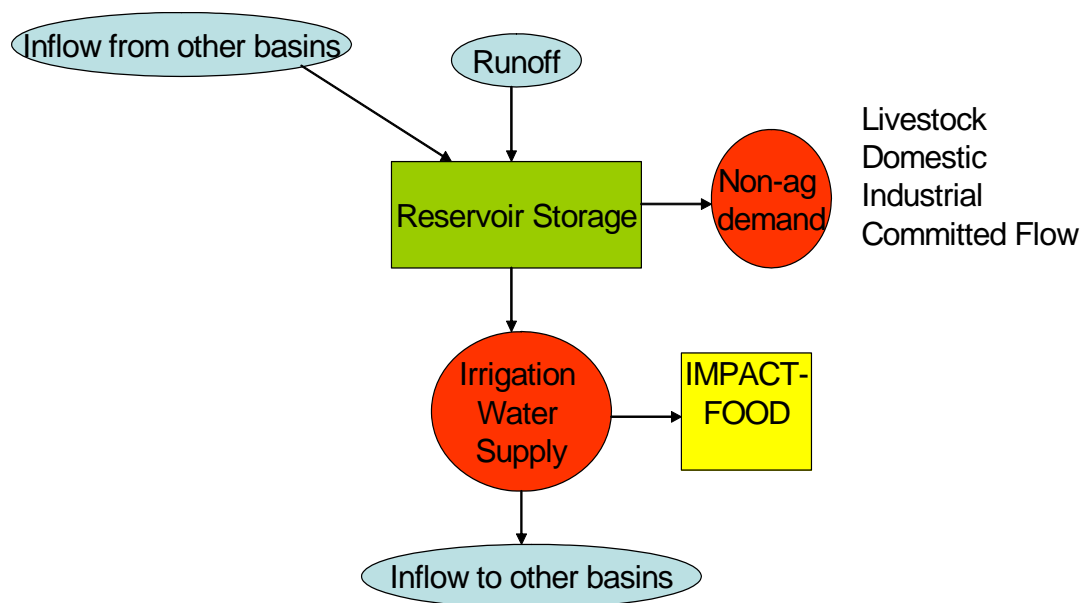 Inflow from other basins
Runoff
Livestock
Domestic
Industrial
Committed Flow
Non-ag
demand
Reservoir Storage
Irrigation
Water
Supply
IMPACT-
FOOD
Inflow to other basins